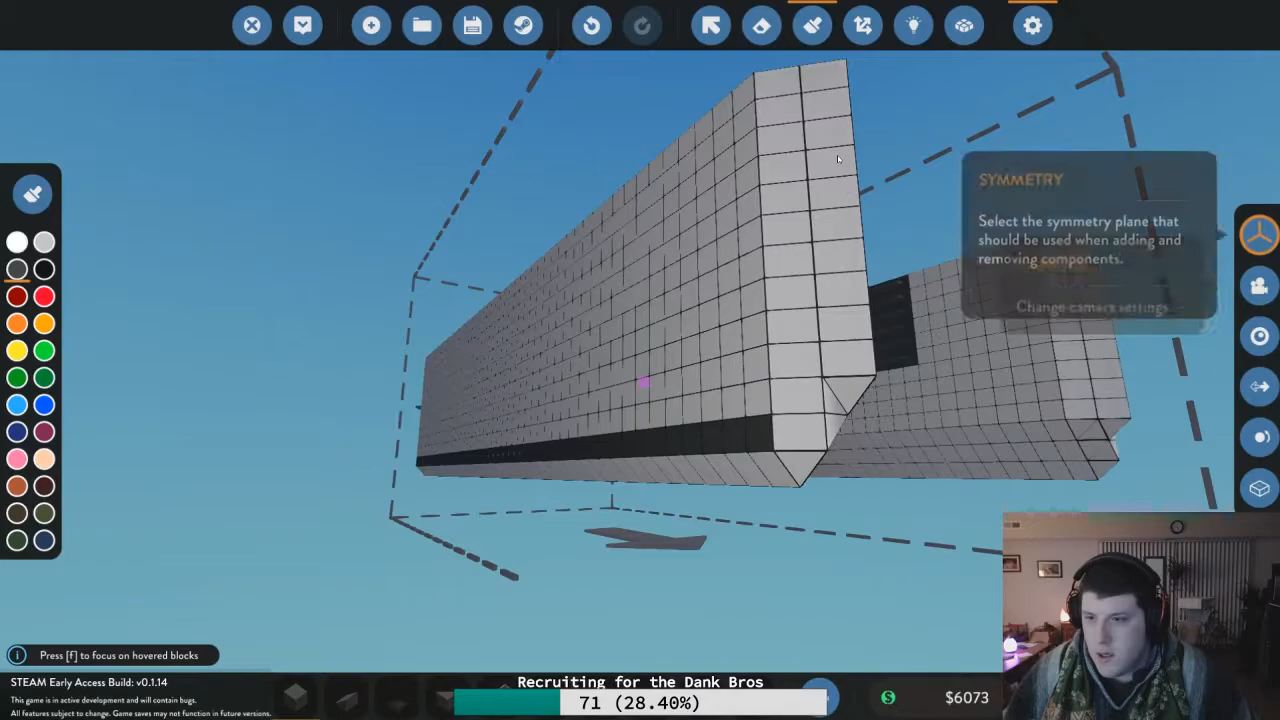 SYMMETRY
Select the symmetry plane that
should be used when adding and
removing components.
Change camera settings
Press [f] to focus on hovered blocks
STEAM Early Access Build: v0.1.14
This game is in active development and will contain bugs.
All features subject to change. Game saves may not function in future versions.
Recruiting for the Dank Bros
71 (28.40%)
$6073